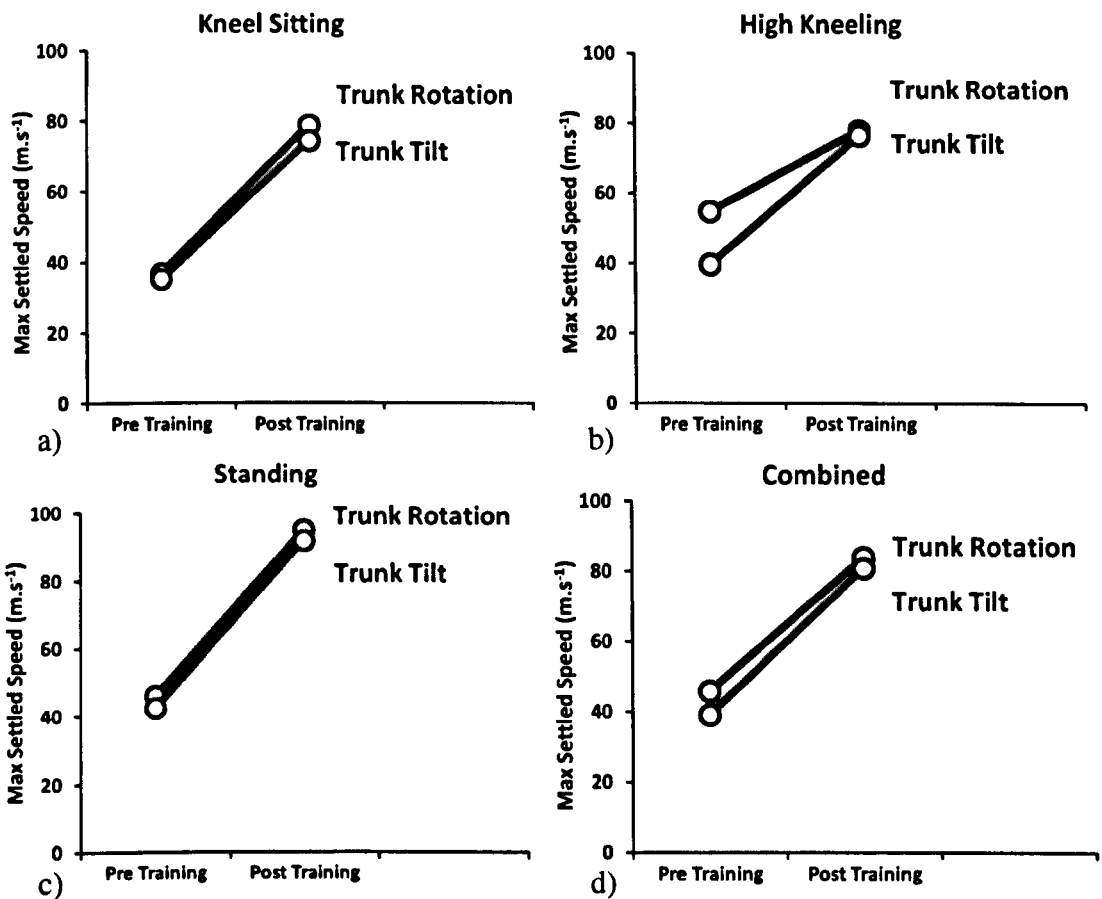 Kneel Sitting
Max Settled Speed (m.s-1)
100
80
60
40
20
0
Trunk Rotation
Trunk Tilt
Pre Training Post Training
a)
High Kneeling
Max Settled Speed (m.s-1)
100
80
60
40
20
0
Trunk Rotation
Trunk Tilt
Pre Training Post Training
b)
Standing
Max Settled Speed (m.s-1)
100
80
60
40
20
0
Trunk Rotation
Trunk Tilt
Pre Training Post Training
c)
Combined
Max Settled Speed (m.s-1)
100
80
60
40
20
0
Trunk Rotation
Trunk Tilt
Pre Training Post Training
d)